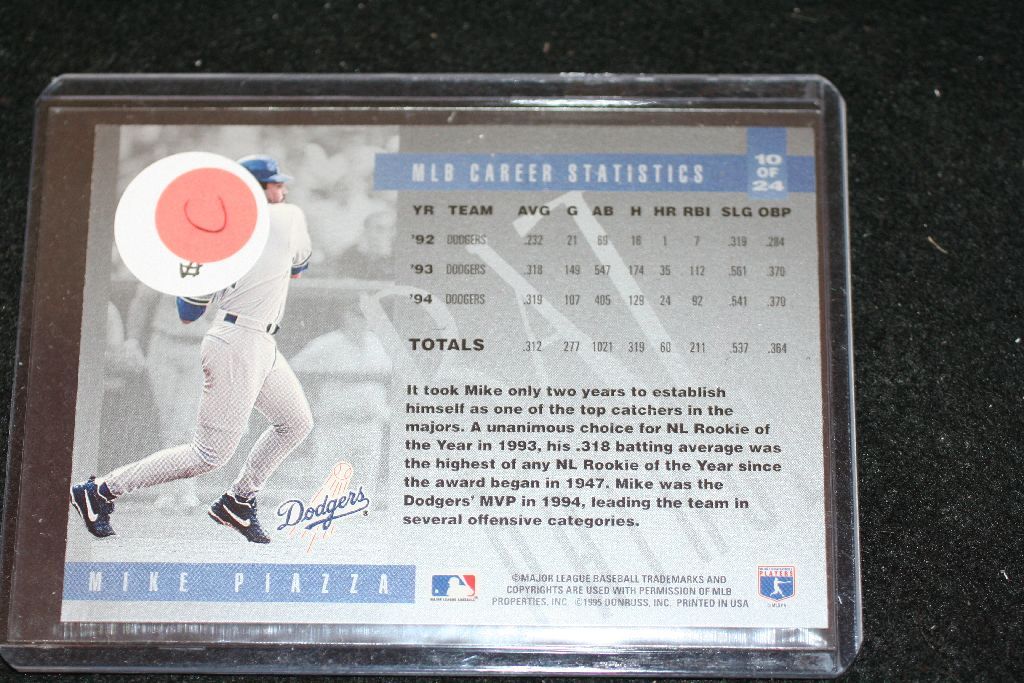 MLB CAREER STATISTICS
10 OF 24
YR TEAM AVG G AB H HR RBI SLG OBP
'92 DODGERS .232 21 69 16 1 7 .319 .284
'93 DODGERS .318 149 547 174 35 112 .561 .370
'94 DODGERS .319 107 405 129 24 92 .541 .370
TOTALS .312 277 1021 319 60 211 .537 .364
It took Mike only two years to establish
himself as one of the top catchers in the
majors. A unanimous choice for NL Rookie of
the Year in 1993, his .318 batting average was
the highest of any NL Rookie of the Year since
the award began in 1947. Mike was the
Dodgers' MVP in 1994, leading the team in
several offensive categories.
Dodgers
MIKE PIAZZA
©MAJOR LEAGUE BASEBALL TRADEMARKS AND
COPYRIGHTS ARE USED WITH PERMISSION OF MLB
PROPERTIES, INC. ©1995 DONRUSS, INC. PRINTED IN USA
PLAYERS
C